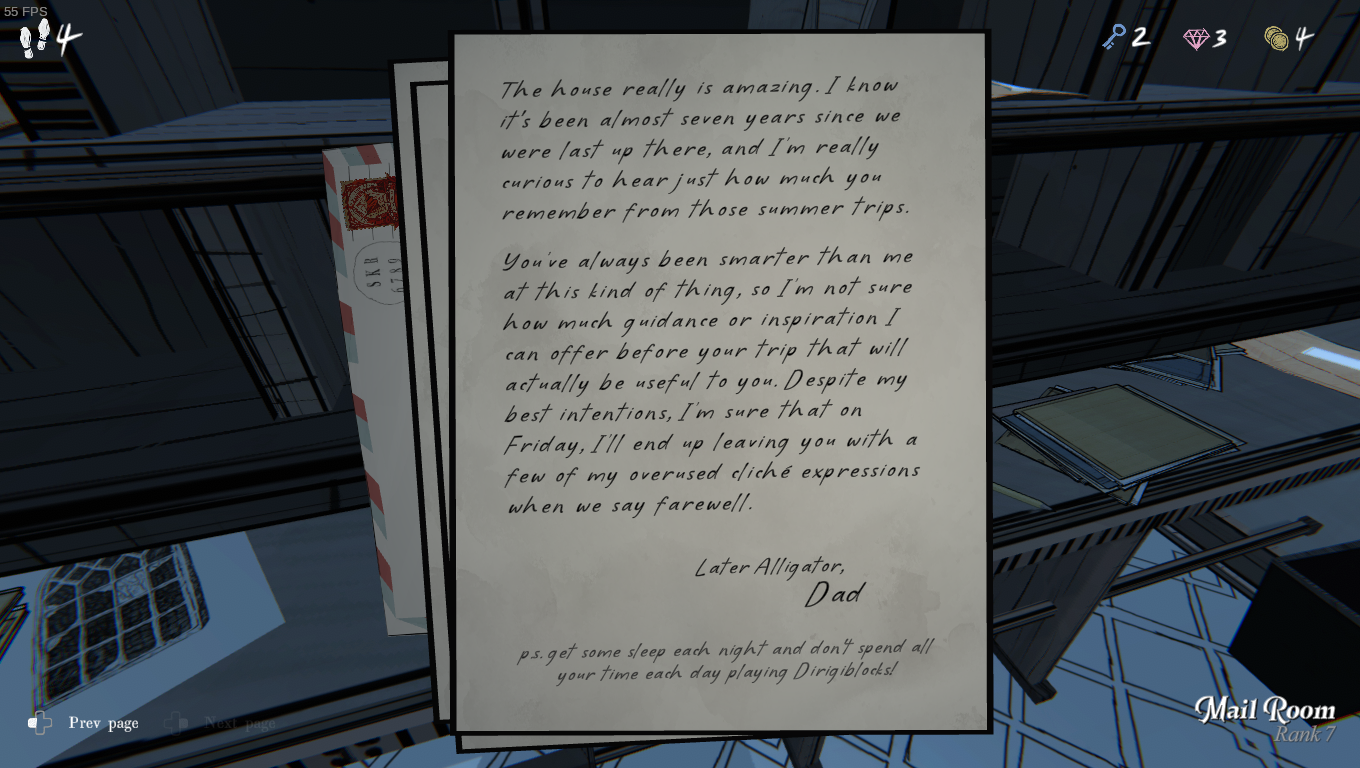 55 FPS
4
2
3
4
The house really is amazing. I know
it's been almost seven years since we
were last up there, and I'm really
curious to hear just how much you
remember from those summer trips.
You've always been smarter than me
at this kind of thing, so I'm not sure
how much guidance or inspiration I
can offer before your trip that will
actually be useful to you. Despite my
best intentions, I'm sure that on
Friday, I'll end up leaving you with a
few of my overused cliché expressions
when we say farewell.
Later Alligator,
Dad
p.s. get some sleep each night and don't spend all
your time each day playing Dirigiblocks!
SKB
6789
Prev page
Next page
Mail Room
Rank 7